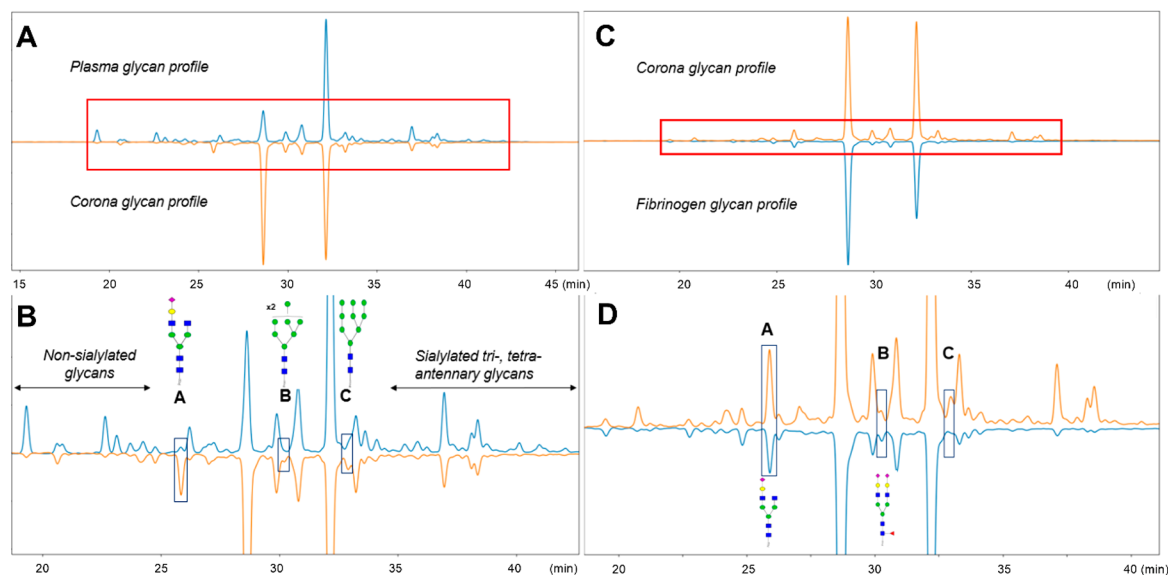 A
Plasma glycan profile
Corona glycan profile
15 20 25 30 35 40 45 (min)
C
Corona glycan profile
Fibrinogen glycan profile
20 25 30 35 40 (min)
B
Non-sialylated
glycans
x2
Sialylated tri-, tetra-
antennary glycans
A B C
20 25 30 35 40 (min)
D
A B C
20 25 30 35 40 (min)